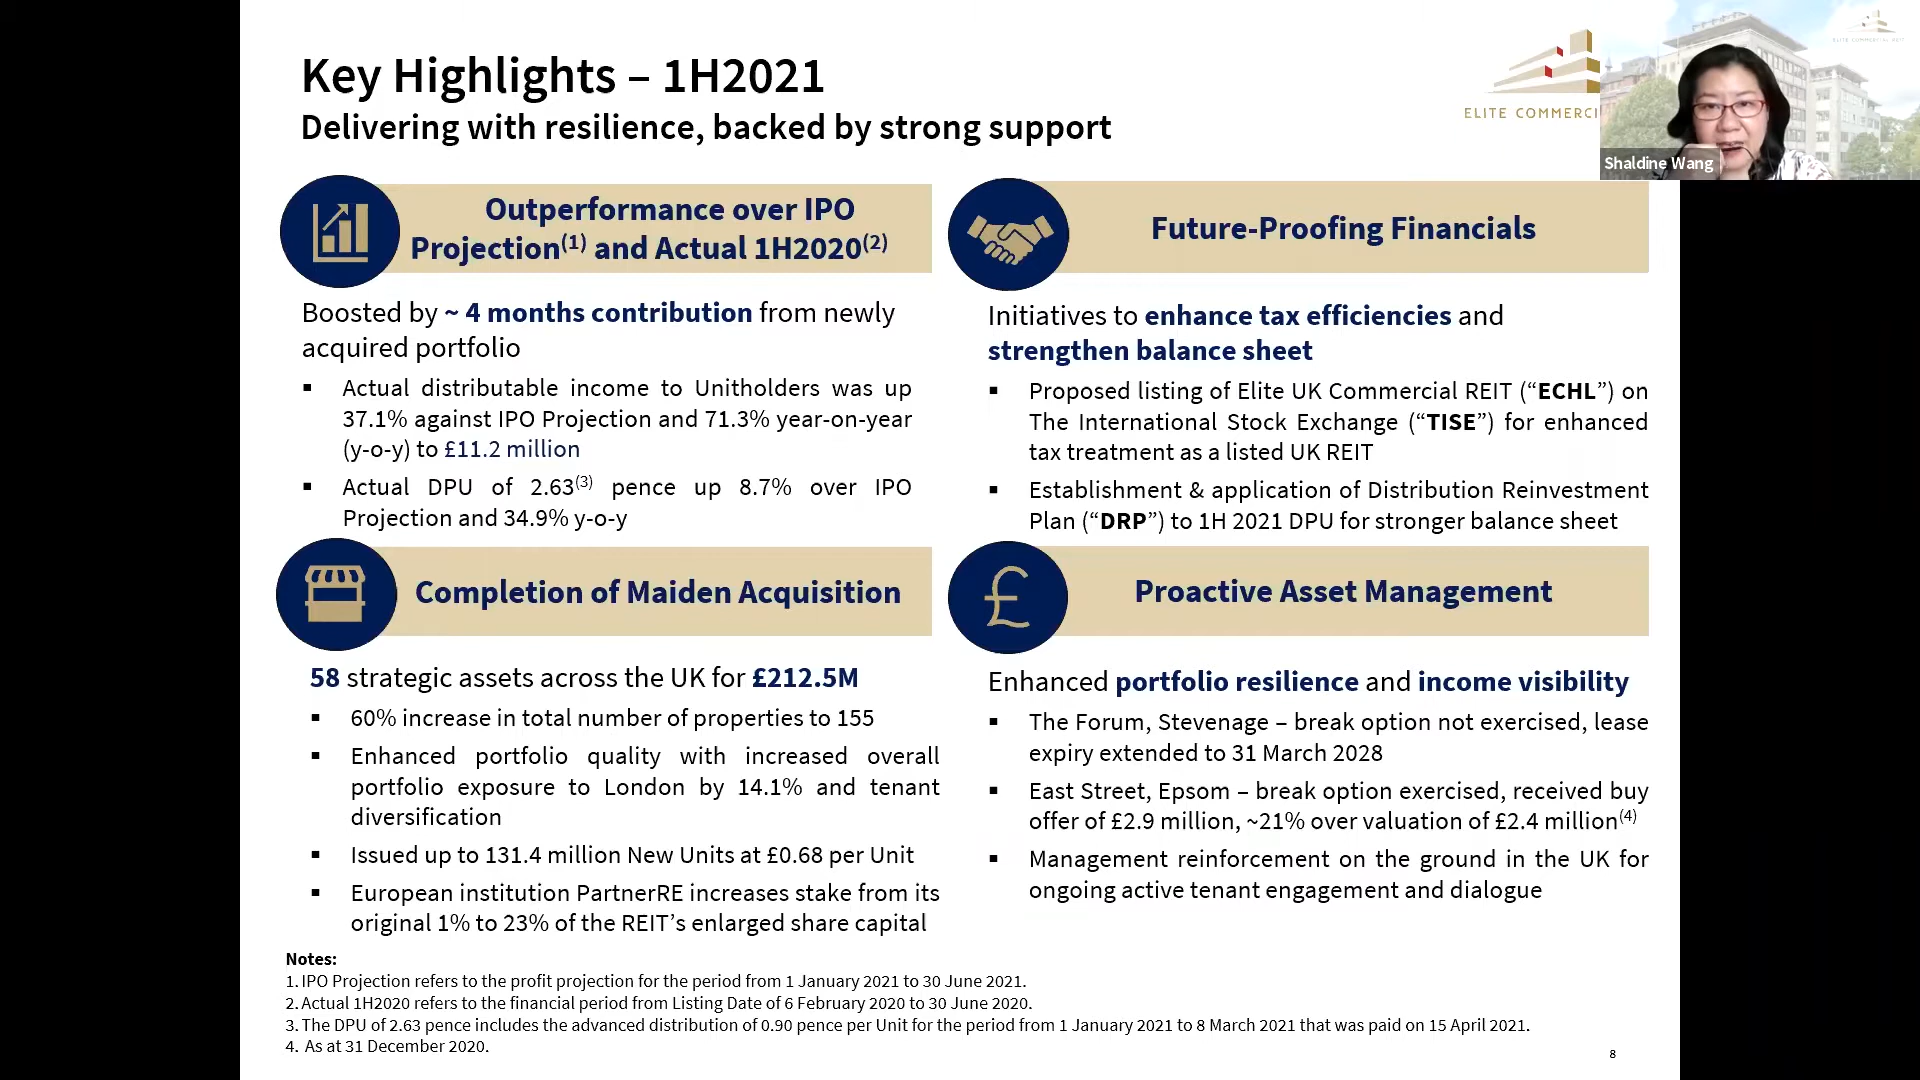 Key Highlights – 1H2021
Delivering with resilience, backed by strong support
ELITE COMMERCI
Shaldine Wang
Outperformance over IPO
Projection(1) and Actual 1H2020(2)
Boosted by ~ 4 months contribution from newly
acquired portfolio
▪ Actual distributable income to Unitholders was up
37.1% against IPO Projection and 71.3% year-on-year
(y-o-y) to £11.2 million
▪ Actual DPU of 2.63(3) pence up 8.7% over IPO
Projection and 34.9% y-o-y
Future-Proofing Financials
Initiatives to enhance tax efficiencies and
strengthen balance sheet
▪ Proposed listing of Elite UK Commercial REIT (“ECHL”) on
The International Stock Exchange (“TISE”) for enhanced
tax treatment as a listed UK REIT
▪ Establishment & application of Distribution Reinvestment
Plan (“DRP”) to 1H 2021 DPU for stronger balance sheet
Completion of Maiden Acquisition
58 strategic assets across the UK for £212.5M
▪ 60% increase in total number of properties to 155
▪ Enhanced portfolio quality with increased overall
portfolio exposure to London by 14.1% and tenant
diversification
▪ Issued up to 131.4 million New Units at £0.68 per Unit
▪ European institution PartnerRE increases stake from its
original 1% to 23% of the REIT’s enlarged share capital
Proactive Asset Management
Enhanced portfolio resilience and income visibility
▪ The Forum, Stevenage – break option not exercised, lease
expiry extended to 31 March 2028
▪ East Street, Epsom – break option exercised, received buy
offer of £2.9 million, ~21% over valuation of £2.4 million(4)
▪ Management reinforcement on the ground in the UK for
ongoing active tenant engagement and dialogue
Notes:
1. IPO Projection refers to the profit projection for the period from 1 January 2021 to 30 June 2021.
2. Actual 1H2020 refers to the financial period from Listing Date of 6 February 2020 to 30 June 2020.
3. The DPU of 2.63 pence includes the advanced distribution of 0.90 pence per Unit for the period from 1 January 2021 to 8 March 2021 that was paid on 15 April 2021.
4. As at 31 December 2020.
8